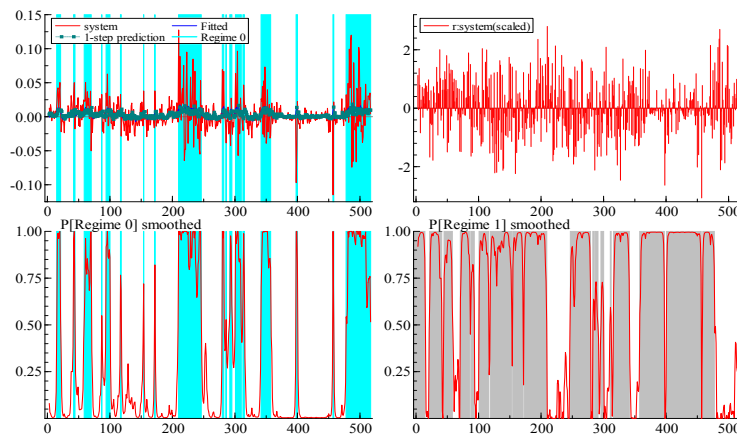 0.15
system
Fitted
1-step prediction
Regime 0
0.10
0.05
0.00
-0.05
-0.10
0 100 200 300 400 500
r:system(scaled)
2
0
-2
0 100 200 300 400 500
P[Regime 0] smoothed
1.00
0.75
0.50
0.25
0 100 200 300 400 500
P[Regime 1] smoothed
1.00
0.75
0.50
0.25
0 100 200 300 400 500